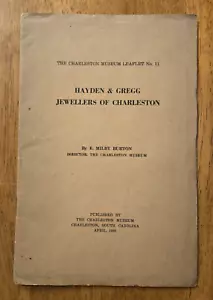 THE CHARLESTON MUSEUM LEAFLET No. 11
HAYDEN & GREGG
JEWELLERS OF CHARLESTON
By E. MILBY BURTON
DIRECTOR THE CHARLESTON MUSEUM
PUBLISHED BY
THE CHARLESTON MUSEUM
CHARLESTON, SOUTH CAROLINA
APRIL,